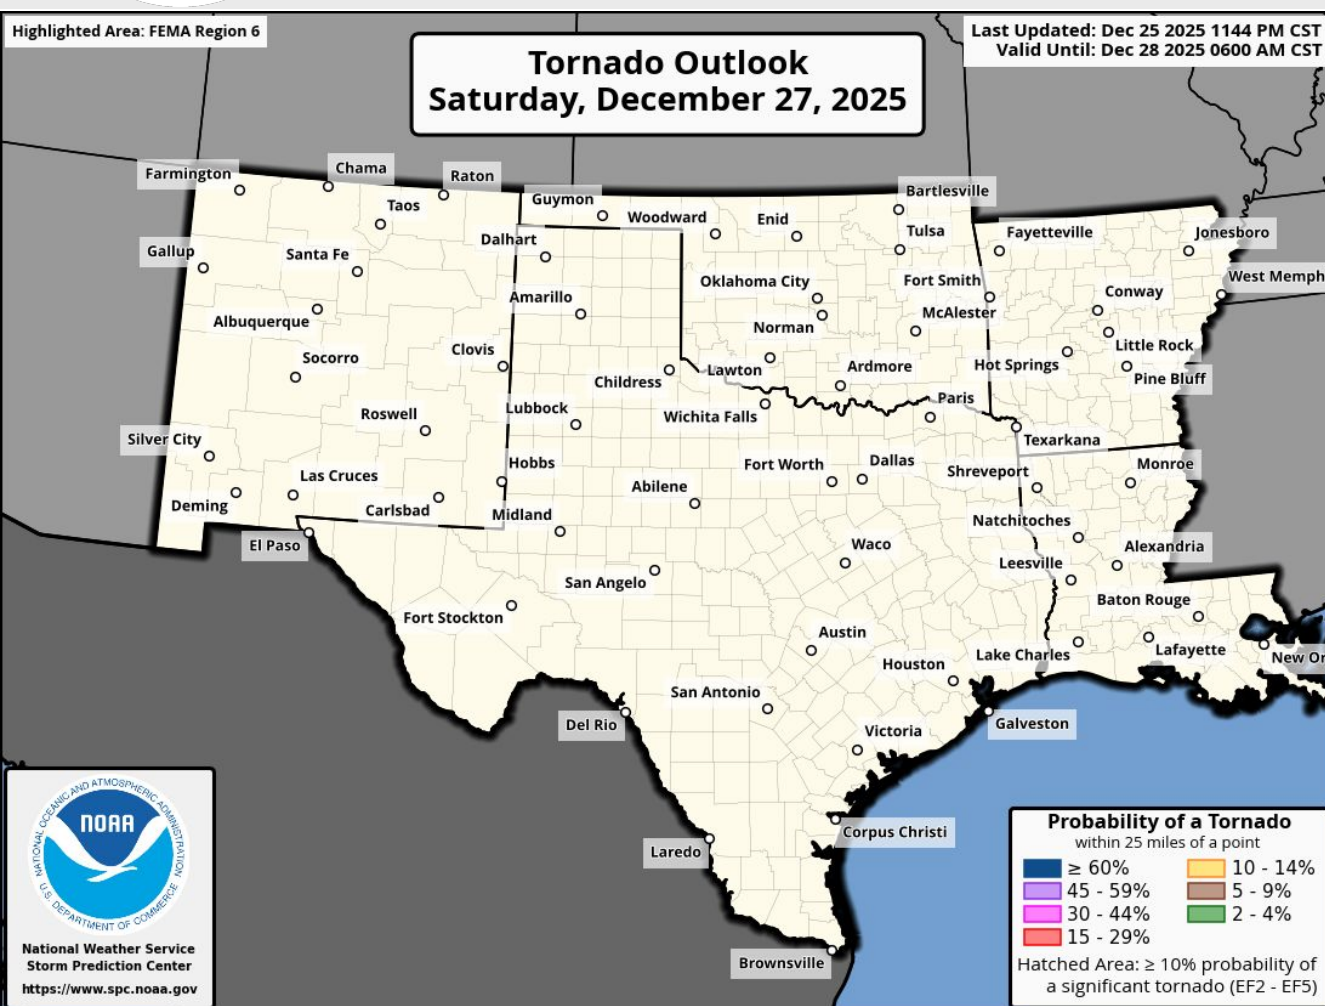 Highlighted Area: FEMA Region 6
Last Updated: Dec 25 2025 1144 PM CST
Valid Until: Dec 28 2025 0600 AM CST
Tornado Outlook
Saturday, December 27, 2025
Farmington
Chama
Raton
Taos
Guymon
Woodward
Enid
Bartlesville
Tulsa
Fayetteville
Jonesboro
Gallup
Santa Fe
Dalhart
Oklahoma City
Fort Smith
West Memph
Albuquerque
Amarillo
Norman
McAlester
Conway
Little Rock
Socorro
Clovis
Childress
Lawton
Ardmore
Hot Springs
Pine Bluff
Roswell
Lubbock
Wichita Falls
Paris
Texarkana
Silver City
Las Cruces
Hobbs
Abilene
Fort Worth
Dallas
Shreveport
Monroe
Deming
Carlsbad
Midland
Natchitoches
El Paso
San Angelo
Waco
Leesville
Alexandria
Fort Stockton
Austin
Baton Rouge
Houston
Lake Charles
Lafayette
New Or
Del Rio
San Antonio
Victoria
Galveston
Laredo
Corpus Christi
Brownsville
NATIONAL OCEANIC AND ATMOSPHERIC ADMINISTRATION
NOAA
U.S. DEPARTMENT OF COMMERCE
National Weather Service
Storm Prediction Center
https://www.spc.noaa.gov
Probability of a Tornado
within 25 miles of a point
≥ 60%
45 - 59%
30 - 44%
15 - 29%
10 - 14%
5 - 9%
2 - 4%
Hatched Area: ≥ 10% probability of
a significant tornado (EF2 - EF5)